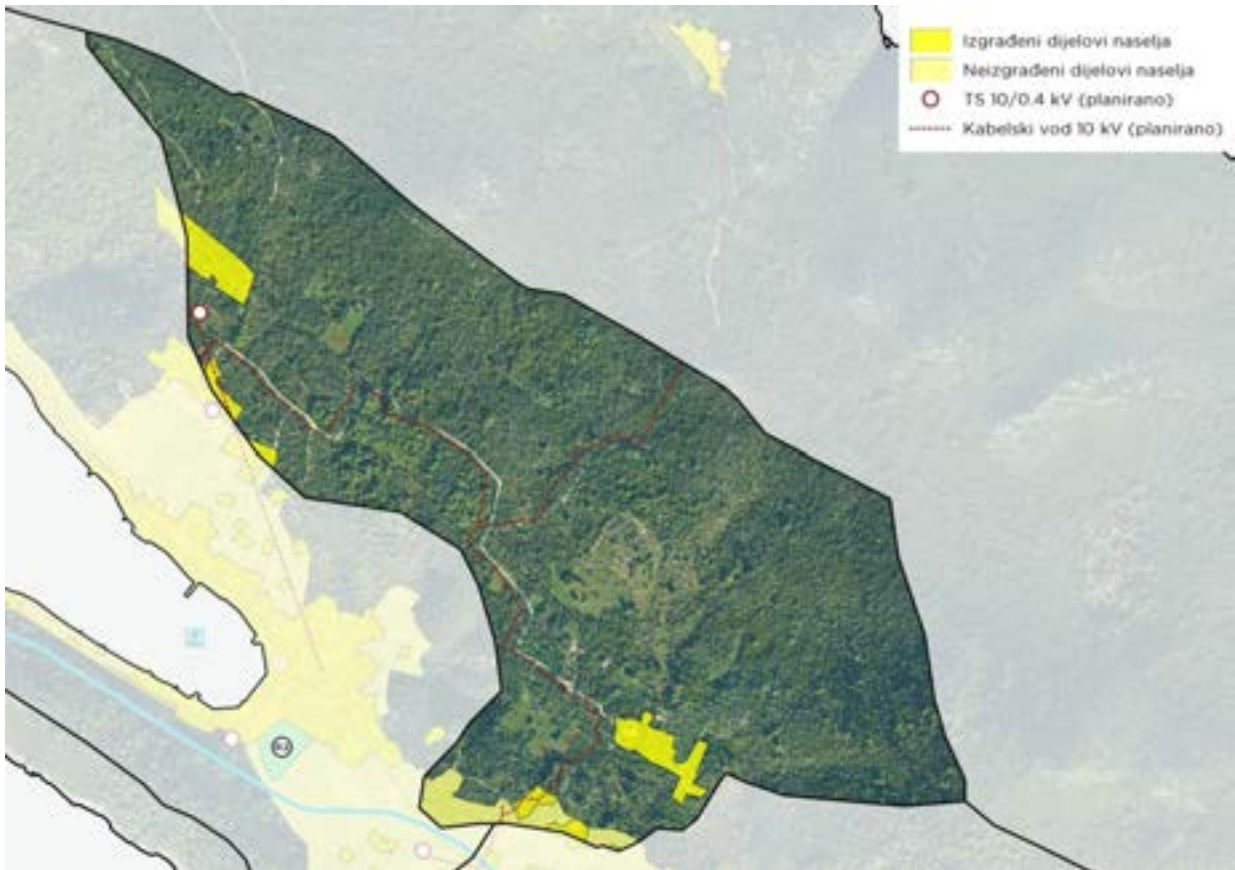 Izgrađeni dijelovi naselja
Neizgrađeni dijelovi naselja
TS 10/0.4 kV (planirano)
Kabelski vod 10 kV (planirano)